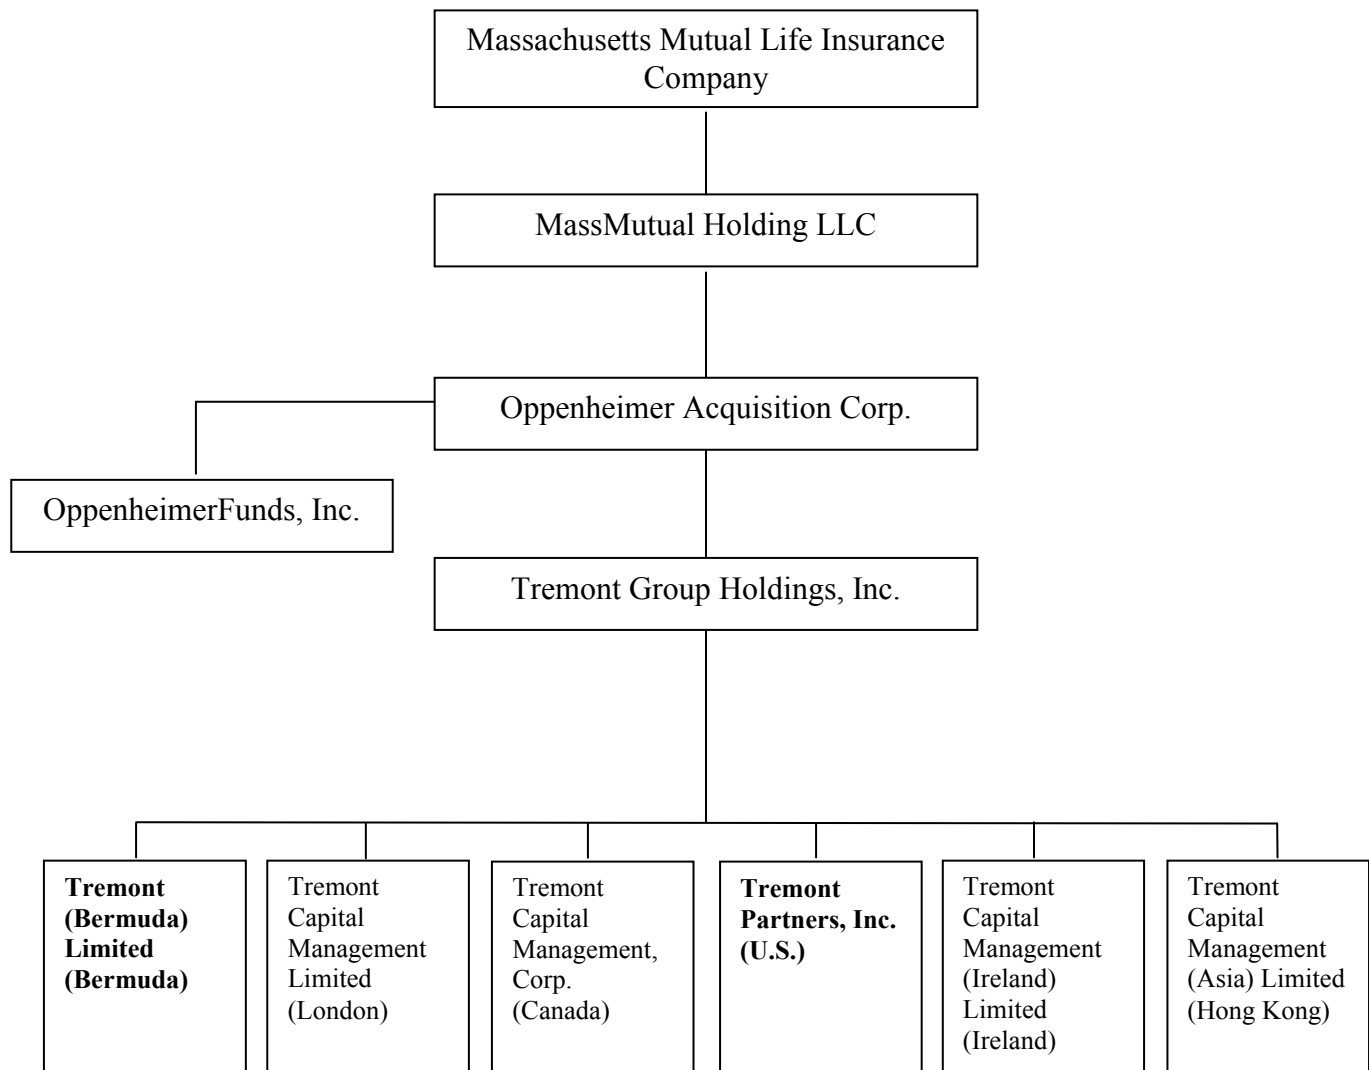 Massachusetts Mutual Life Insurance
Company
MassMutual Holding LLC
Oppenheimer Acquisition Corp.
OppenheimerFunds, Inc.
Tremont Group Holdings, Inc.
Tremont
(Bermuda)
Limited
(Bermuda)
Tremont
Capital
Management
Limited
(London)
Tremont
Capital
Management,
Corp.
(Canada)
Tremont
Partners, Inc.
(U.S.)
Tremont
Capital
Management
(Ireland)
Limited
(Ireland)
Tremont
Capital
Management
(Asia) Limited
(Hong Kong)